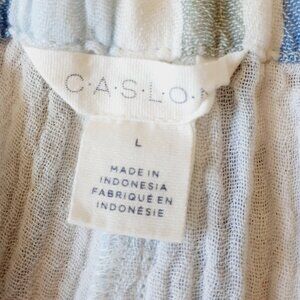 C·A·S·L·O·N
L
MADE IN
INDONESIA
FABRIQUÉ EN
INDONÉSIE